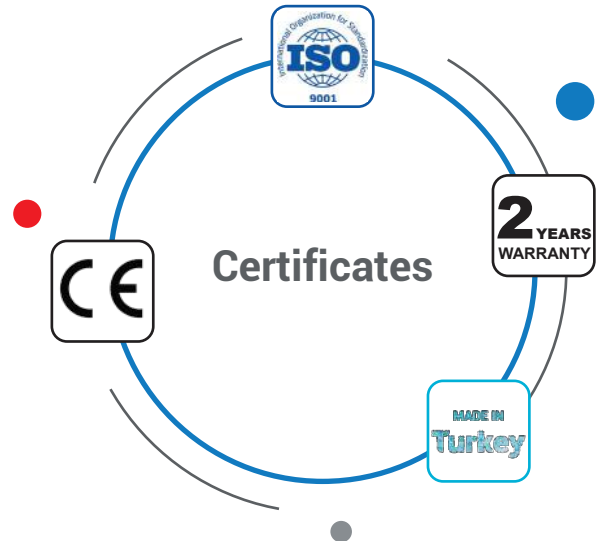 International Organization for Standardization
ISO
9001
2 YEARS
WARRANTY
Certificates
CE
MADE IN
Turkey